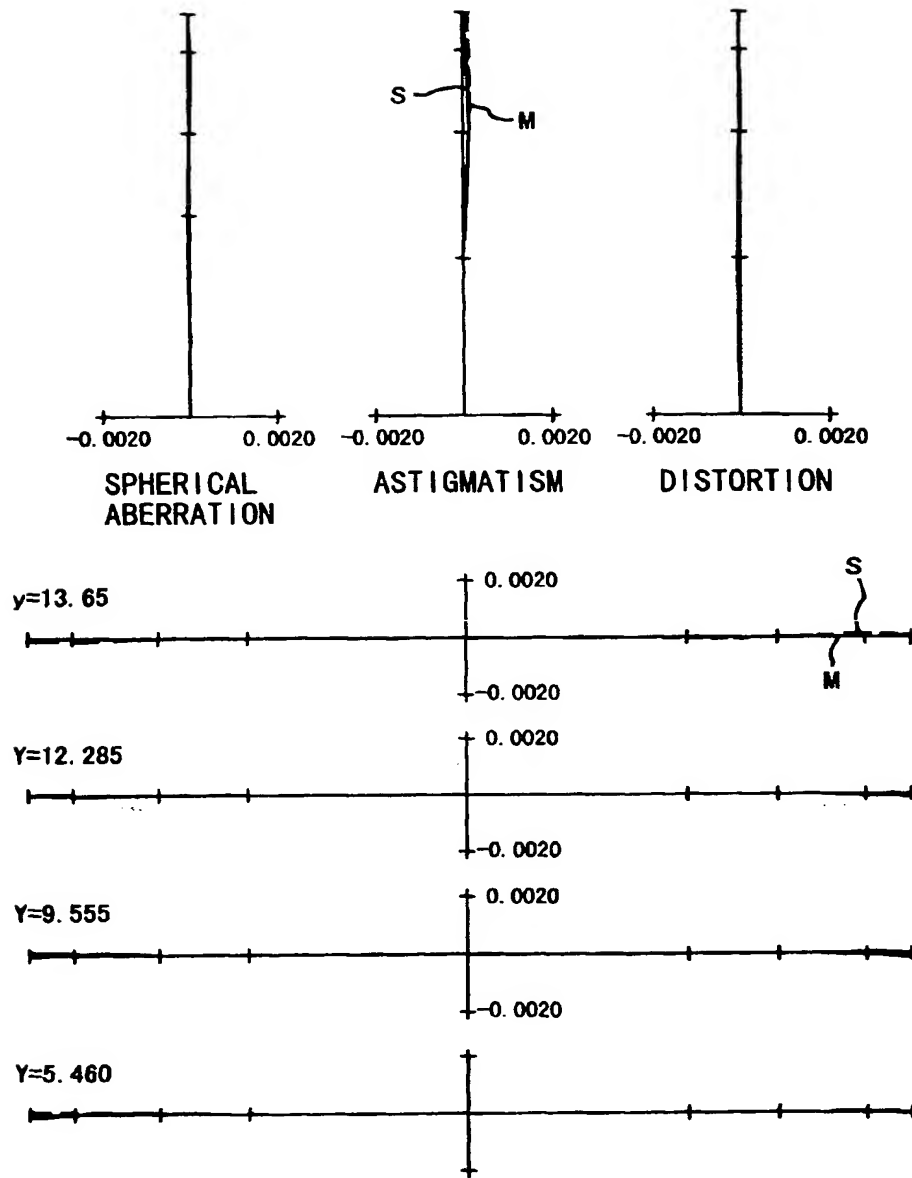 S
M
-0.0020 0.0020 -0.0020 0.0020 -0.0020 0.0020
SPHERICAL
ABERRATION
ASTIGMATISM
DISTORTION
y=13.65
0.0020
-0.0020
S
M
Y=12.285
0.0020
-0.0020
Y=9.555
0.0020
-0.0020
Y=5.460